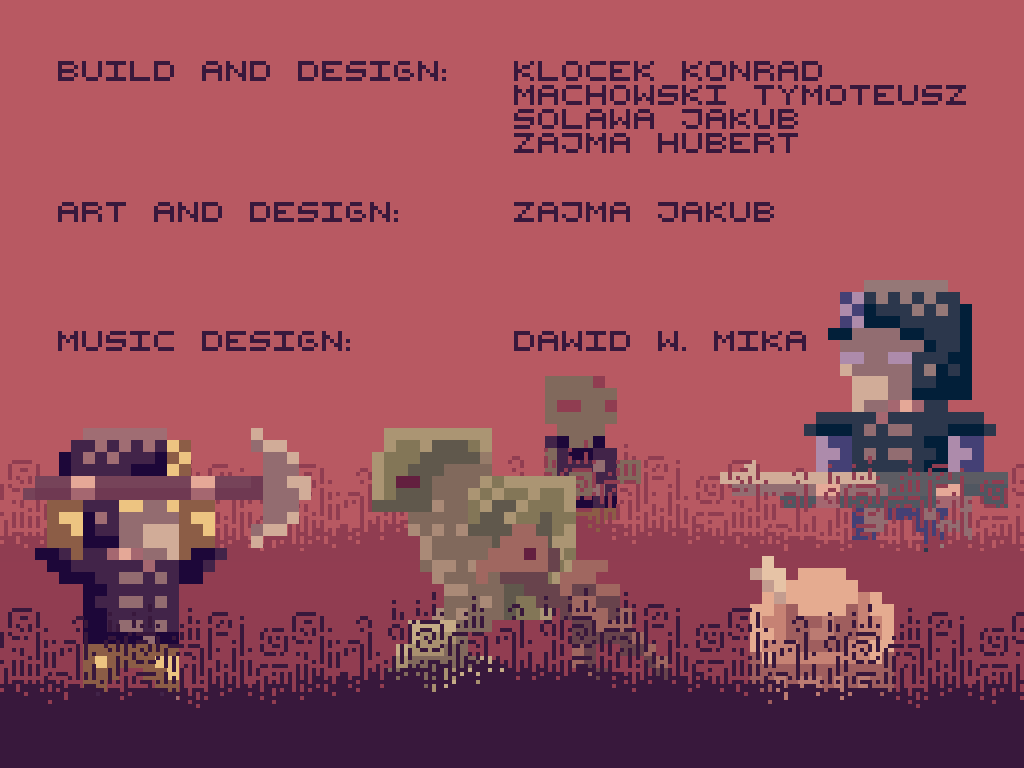 BUILD AND DESIGN: KLOCEK KONRAD
MACHOWSKI TYMOTEUSZ
SOLAWA JAKUB
ZAJMA HUBERT
ART AND DESIGN: ZAJMA JAKUB
MUSIC DESIGN: DAWID W. MIKA